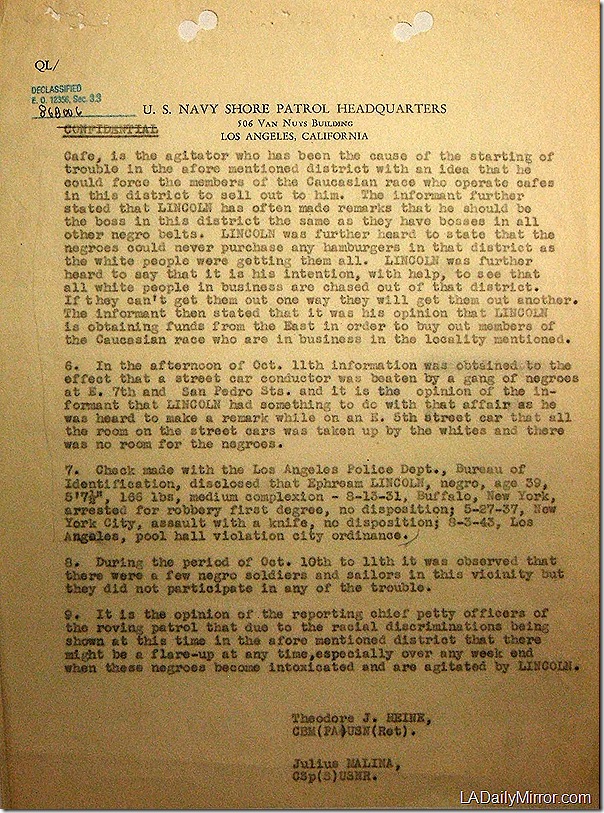 QL/
DECLASSIFIED
E. O. 12356, Sec. 3.3
868006
U. S. NAVY SHORE PATROL HEADQUARTERS
506 VAN NUYS BUILDING
CONFIDENTIAL
LOS ANGELES, CALIFORNIA
Cafe, is the agitator who has been the cause of the starting of
trouble in the afore mentioned district with an idea that he
could force the members of the Caucasian race who operate cafes
in this district to sell out to him.  The informant further
stated that LINCOLN has often made remarks that he should be
the boss in this district the same as they have bosses in all
other negro belts.  LINCOLN was further heard to state that the
negroes could never purchase any hamburgers in that district as
the white people were getting them all.  LINCOLN was further
heard to say that it is his intention, with help, to see that
all white people in business are chased out of that district.
If they can't get them out one way they will get them out another.
The informant then stated that it was his opinion that LINCOLN
is obtaining funds from the East in order to buy out members of
the Caucasian race who are in business in the locality mentioned.
6.  In the afternoon of Oct. 11th information was obtained to the
effect that a street car conductor was beaten by a gang of negroes
at E. 7th and  San Pedro Sts. and it is the  opinion of the in-
formant that LINCOLN had something to do with that affair as he
was heard to make a remark while on an E. 5th street car that all
the room on the street cars was taken up by the whites and there
was no room for the negroes.
7.  Check made with the Los Angeles Police Dept., Bureau of
Identification, disclosed that Ephream LINCOLN, negro, age 39,
5'7½", 166 lbs, medium complexion - 8-13-31, Buffalo, New York,
arrested for robbery first degree, no disposition; 5-27-37, New
York City, assault with a knife, no disposition; 8-3-43, Los
Angeles, pool hall violation city ordinance.
8.  During the period of Oct. 10th to 11th it was observed that
there were a few negro soldiers and sailors in this vicinity but
they did not participate in any of the trouble.
9.  It is the opinion of the reporting chief petty officers of
the roving patrol that due to the racial discriminations being
shown at this time in the afore mentioned district that there
might be a flare-up at any time,especially over any week end
when these negroes become intoxicated and are agitated by LINCOLN.
Theodore J. HEINE,
CBM(PA)USN(Ret).
Julius MALINA,
CSp(S)USNR.
LADailyMirror.com